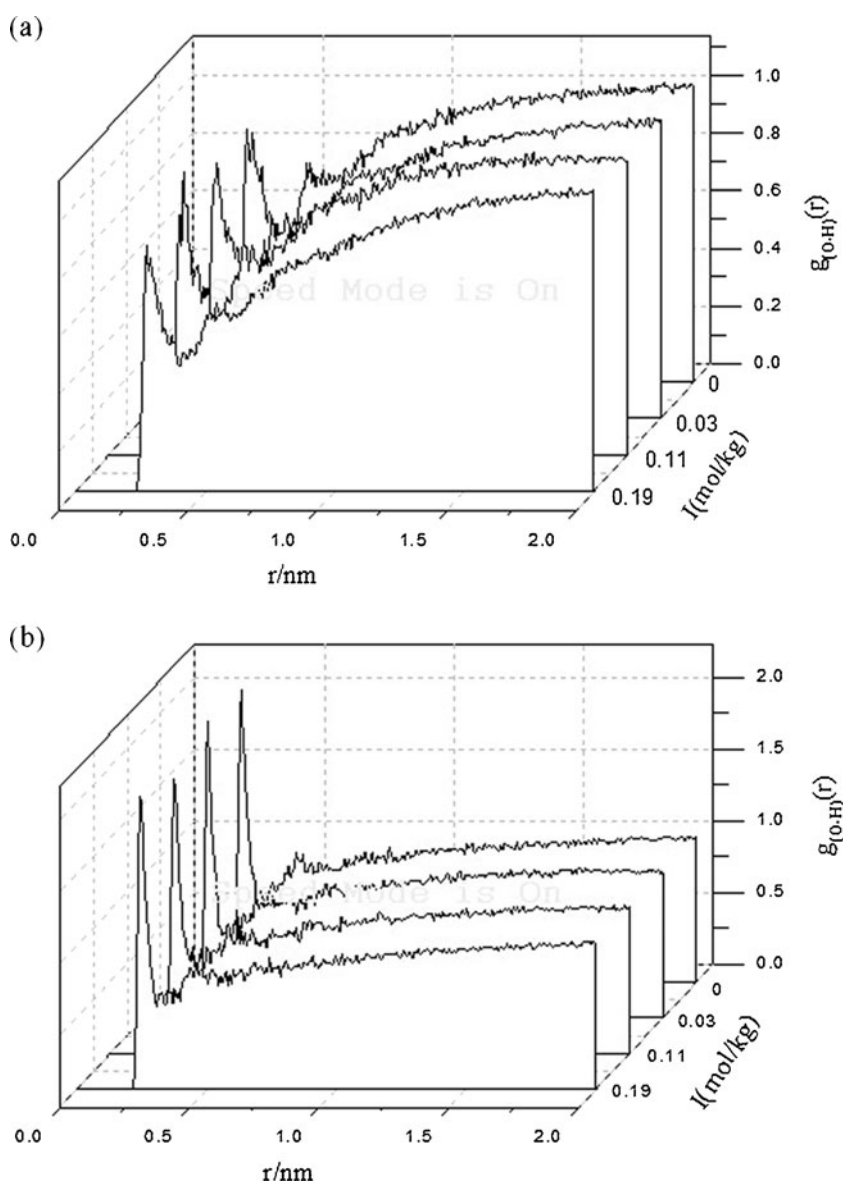 (a)
1.0
0.8
0.6
0.4
0.2
0.0
g(O-H)(r)
0
0.03
0.11
0.19
I(mol/kg)
Speed Mode is On
0.0 0.5 1.0 1.5 2.0
r/nm
(b)
2.0
1.5
1.0
0.5
0.0
g(O-H)(r)
0
0.03
0.11
0.19
I(mol/kg)
Speed Mode is On
0.0 0.5 1.0 1.5 2.0
r/nm